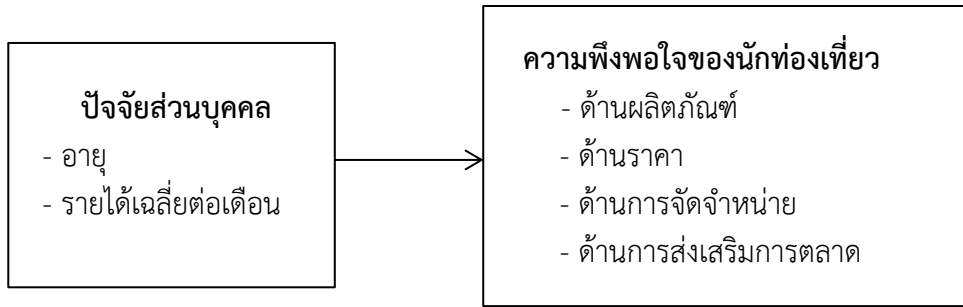 ปัจจัยส่วนบุคคล
- อายุ
- รายได้เฉลี่ยต่อเดือน
ความพึงพอใจของนักท่องเที่ยว
- ด้านผลิตภัณฑ์
- ด้านราคา
- ด้านการจัดจำหน่าย
- ด้านการส่งเสริมการตลาด